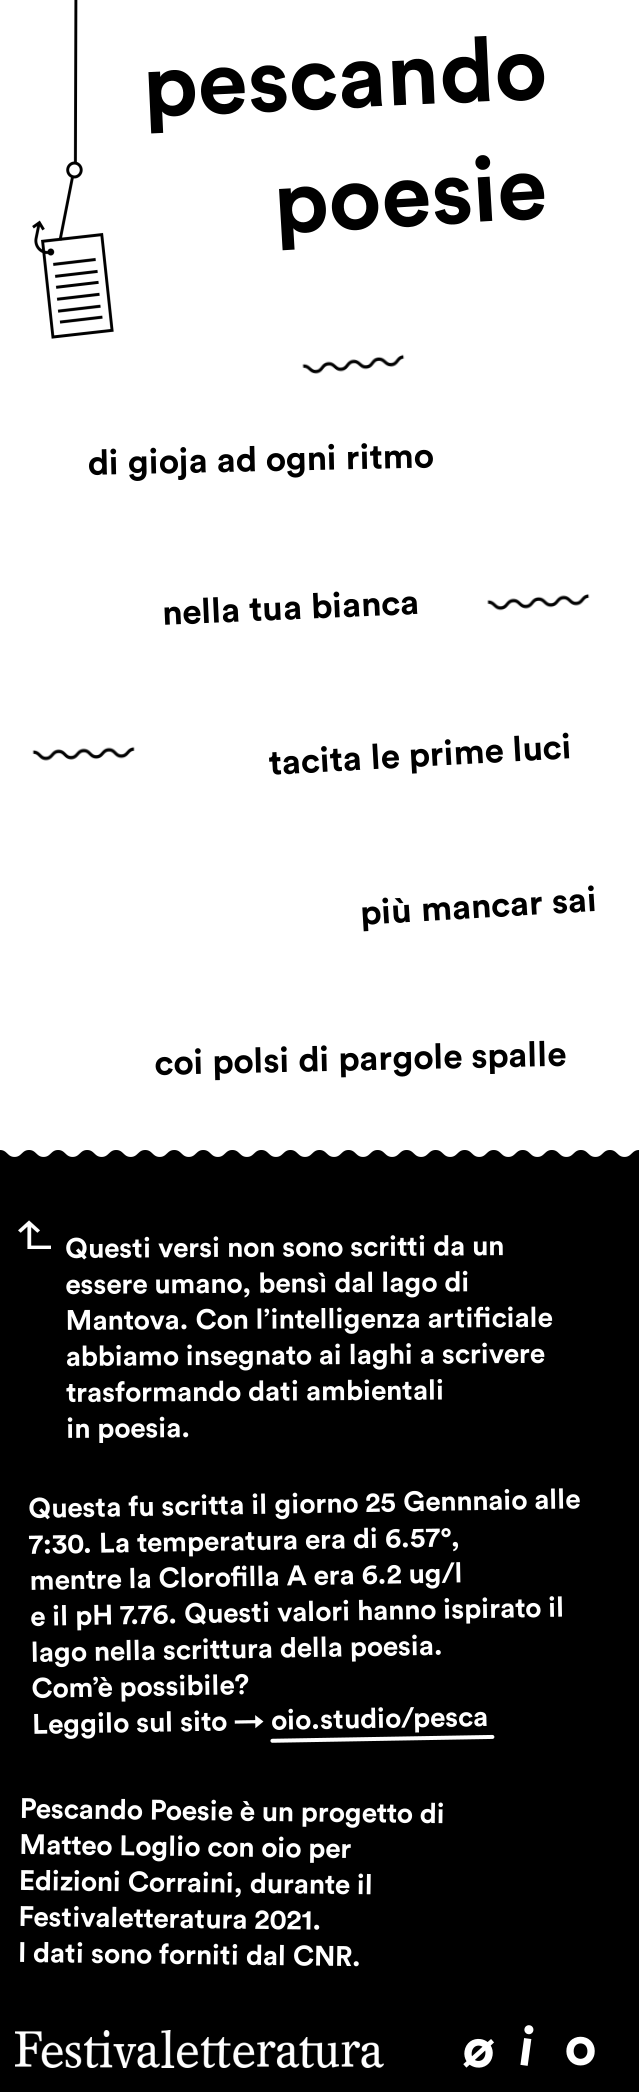 pescando
poesie
di gioja ad ogni ritmo
nella tua bianca
tacita le prime luci
più mancar sai
coi polsi di pargole spalle
Questi versi non sono scritti da un
essere umano, bensì dal lago di
Mantova. Con l’intelligenza artificiale
abbiamo insegnato ai laghi a scrivere
trasformando dati ambientali
in poesia.
Questa fu scritta il giorno 25 Gennnaio alle
7:30. La temperatura era di 6.57°,
mentre la Clorofilla A era 6.2 ug/l
e il pH 7.76. Questi valori hanno ispirato il
lago nella scrittura della poesia.
Com’è possibile?
Leggilo sul sito → oio.studio/pesca
Pescando Poesie è un progetto di
Matteo Loglio con oio per
Edizioni Corraini, durante il
Festivaletteratura 2021.
I dati sono forniti dal CNR.
Festivaletteratura ø i o